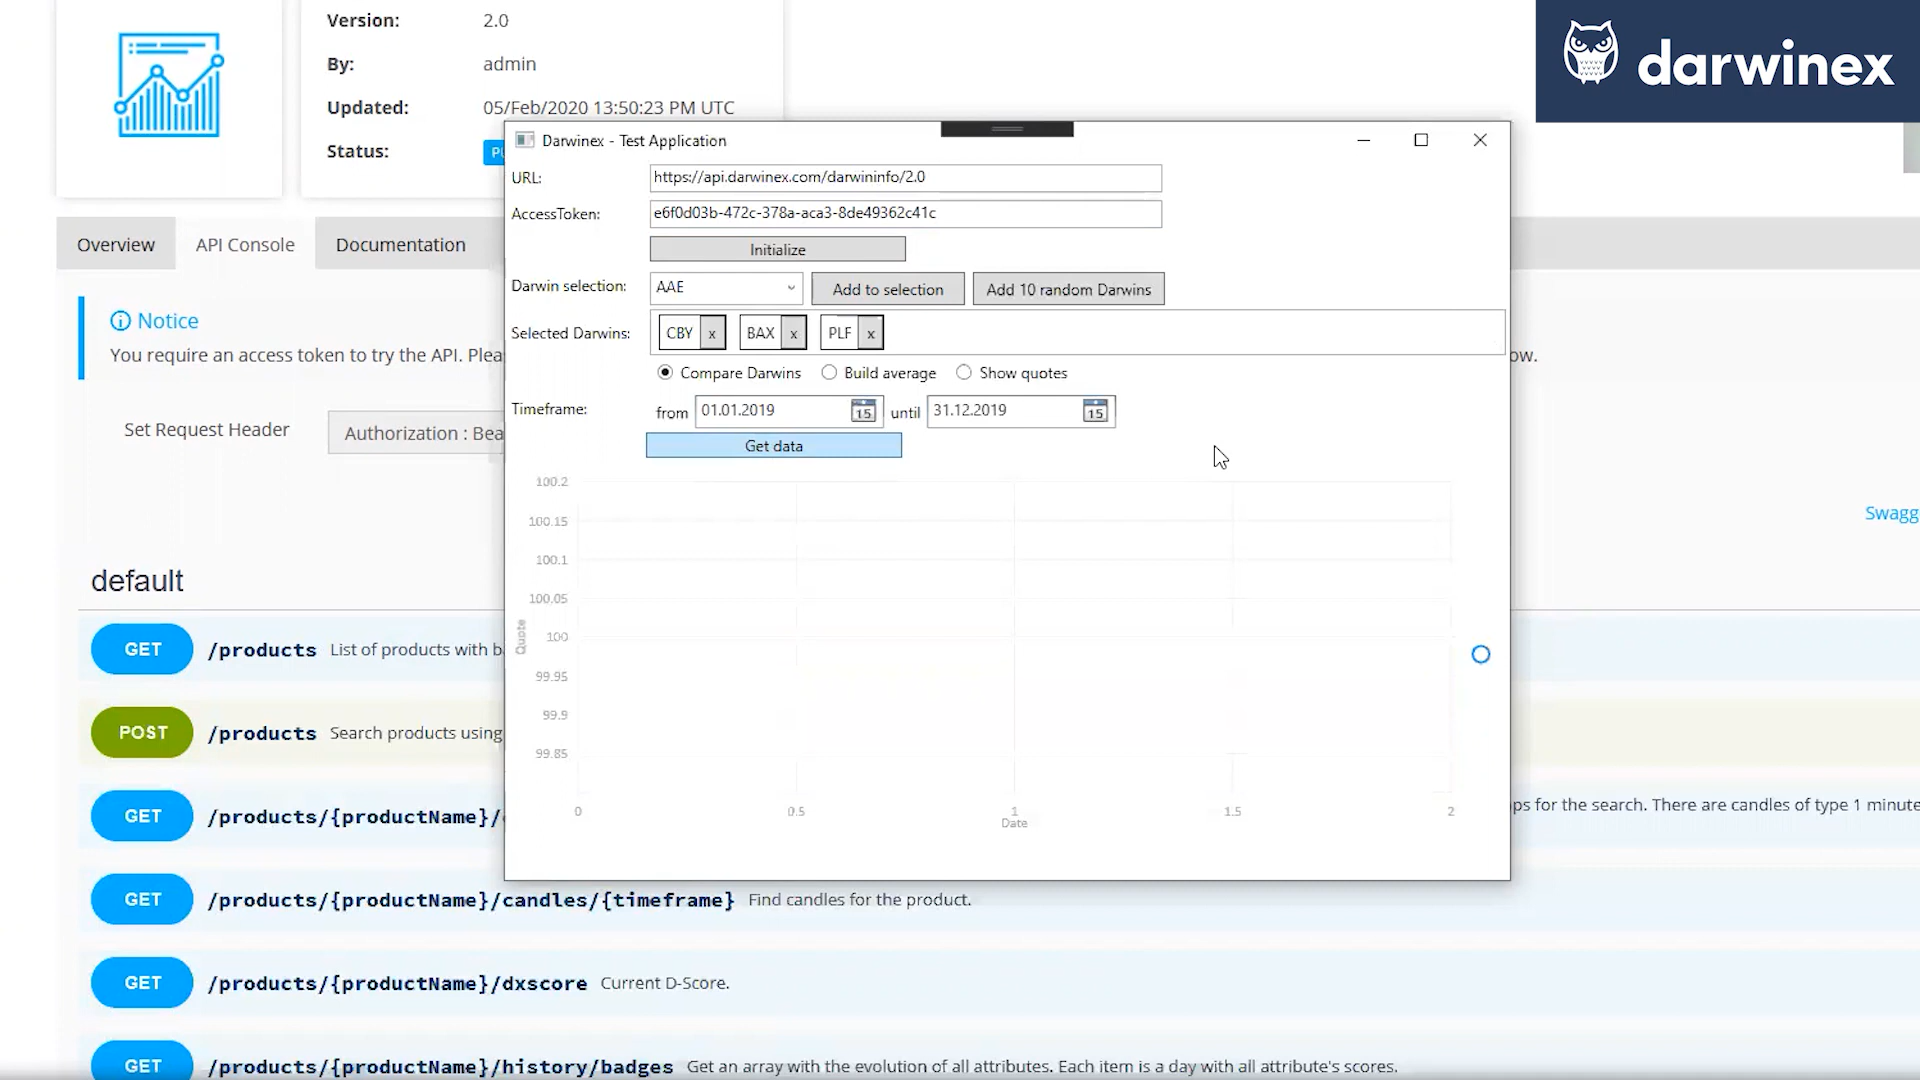 Version: 2.0
By: admin
Updated: 05/Feb/2020 13:50:23 PM UTC
Status:
darwinex
Overview
API Console
Documentation
Notice
You require an access token to try the API.
Set Request Header
Authorization : Bea
Swagg
default
GET /products List of products with b
POST /products Search products using
GET /products/{productName}/
ps for the search. There are candles of type 1 minute
GET /products/{productName}/candles/{timeframe} Find candles for the product.
GET /products/{productName}/dxscore Current D-Score.
GET /products/{productName}/history/badges Get an array with the evolution of all attributes. Each item is a day with all attribute's scores.
Darwinex - Test Application
URL: https://api.darwinex.com/darwininfo/2.0
AccessToken: e6f0d03b-472c-378a-aca3-8de49362c41c
Initialize
Darwin selection: AAE Add to selection Add 10 random Darwins
Selected Darwins: CBY x BAX x PLF x
Compare Darwins Build average Show quotes
Timeframe: from 01.01.2019 15 until 31.12.2019 15
Get data
100.2
100.15
100.1
100.05
100
99.95
99.9
99.85
Quote
0 0.5 1 1.5 2
Date